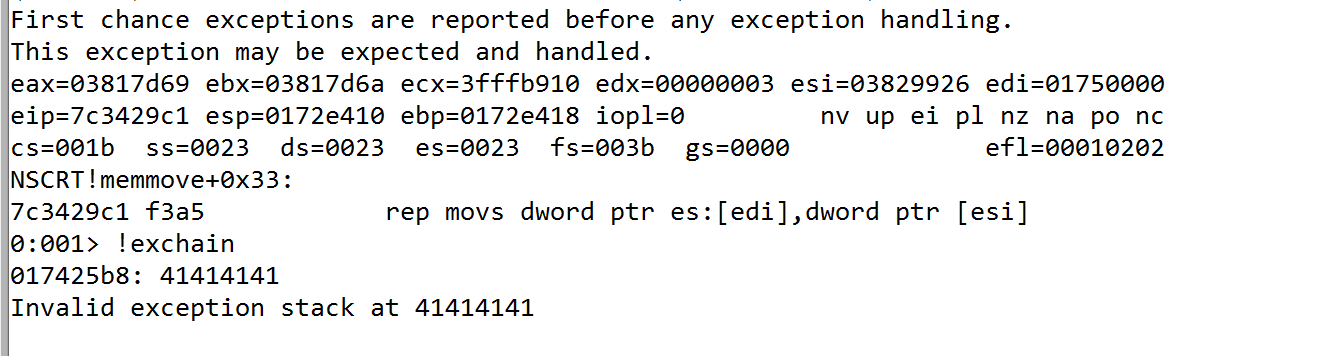 First chance exceptions are reported before any exception handling.
This exception may be expected and handled.
eax=03817d69 ebx=03817d6a ecx=3fffb910 edx=00000003 esi=03829926 edi=01750000
eip=7c3429c1 esp=0172e410 ebp=0172e418 iopl=0         nv up ei pl nz na po nc
cs=001b  ss=0023  ds=0023  es=0023  fs=003b  gs=0000             efl=00010202
NSCRT!memmove+0x33:
7c3429c1 f3a5            rep movs dword ptr es:[edi],dword ptr [esi]
0:001> !exchain
017425b8: 41414141
Invalid exception stack at 41414141